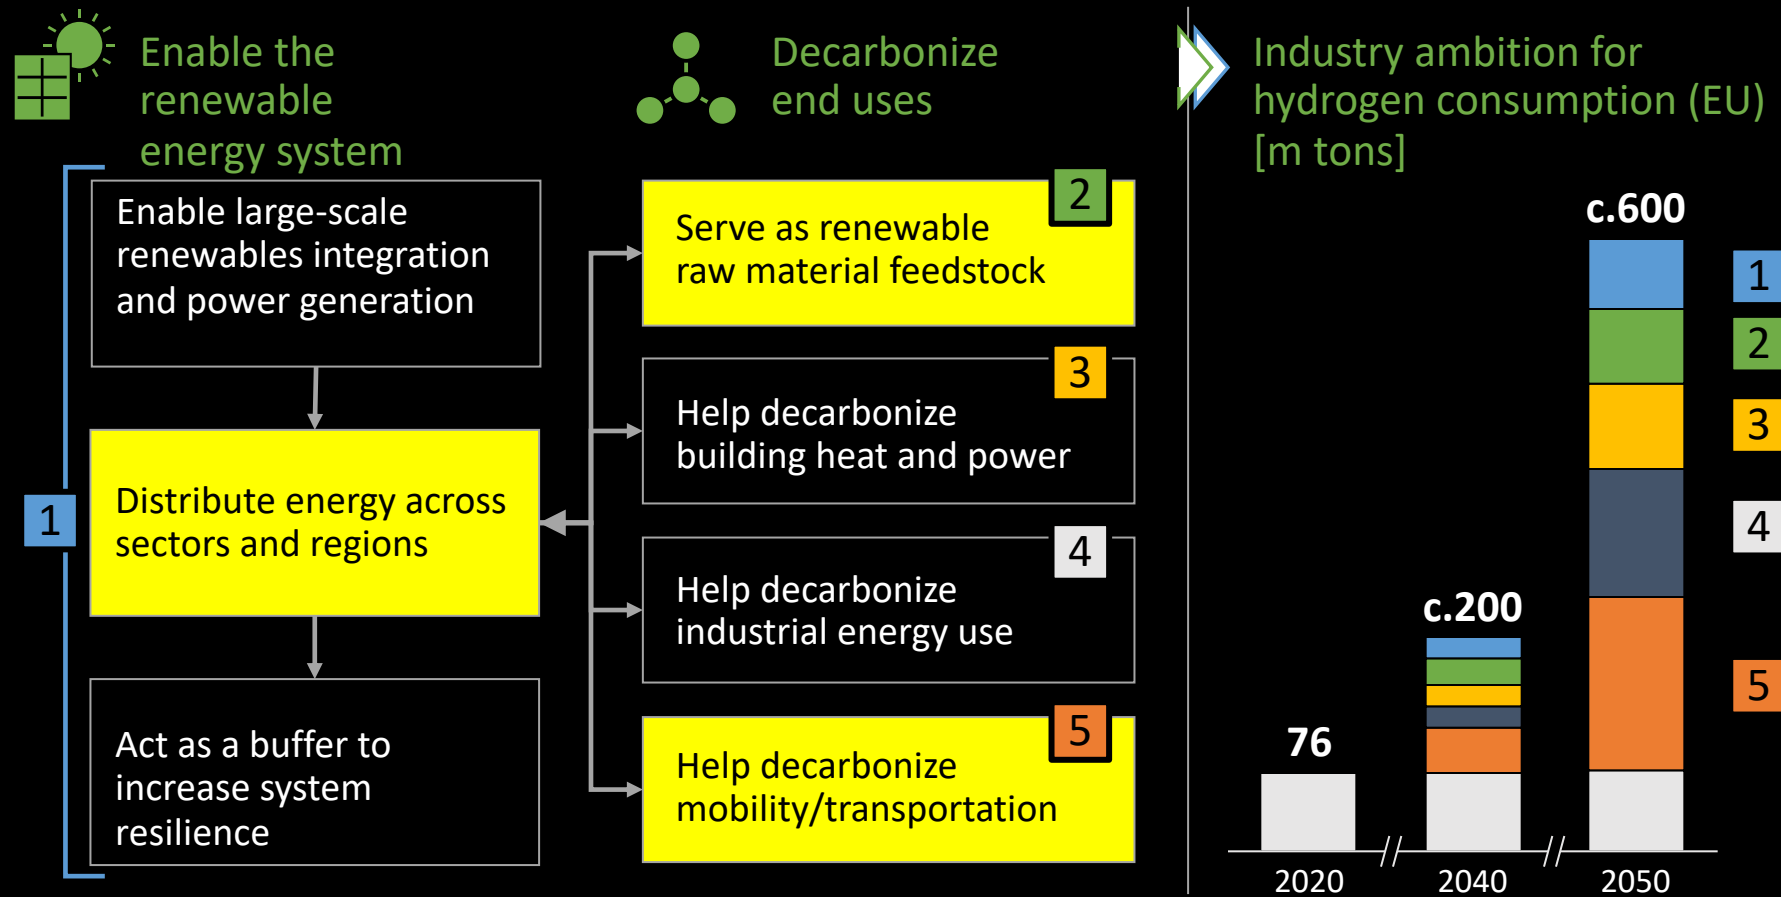 Enable the
renewable
energy system
Enable large-scale
renewables integration
and power generation
1
Distribute energy across
sectors and regions
Act as a buffer to
increase system
resilience
Decarbonize
end uses
2
Serve as renewable
raw material feedstock
3
Help decarbonize
building heat and power
4
Help decarbonize
industrial energy use
5
Help decarbonize
mobility/transportation
Industry ambition for
hydrogen consumption (EU)
[m tons]
76
c.200
c.600
1
2
3
4
5
2020
2040
2050